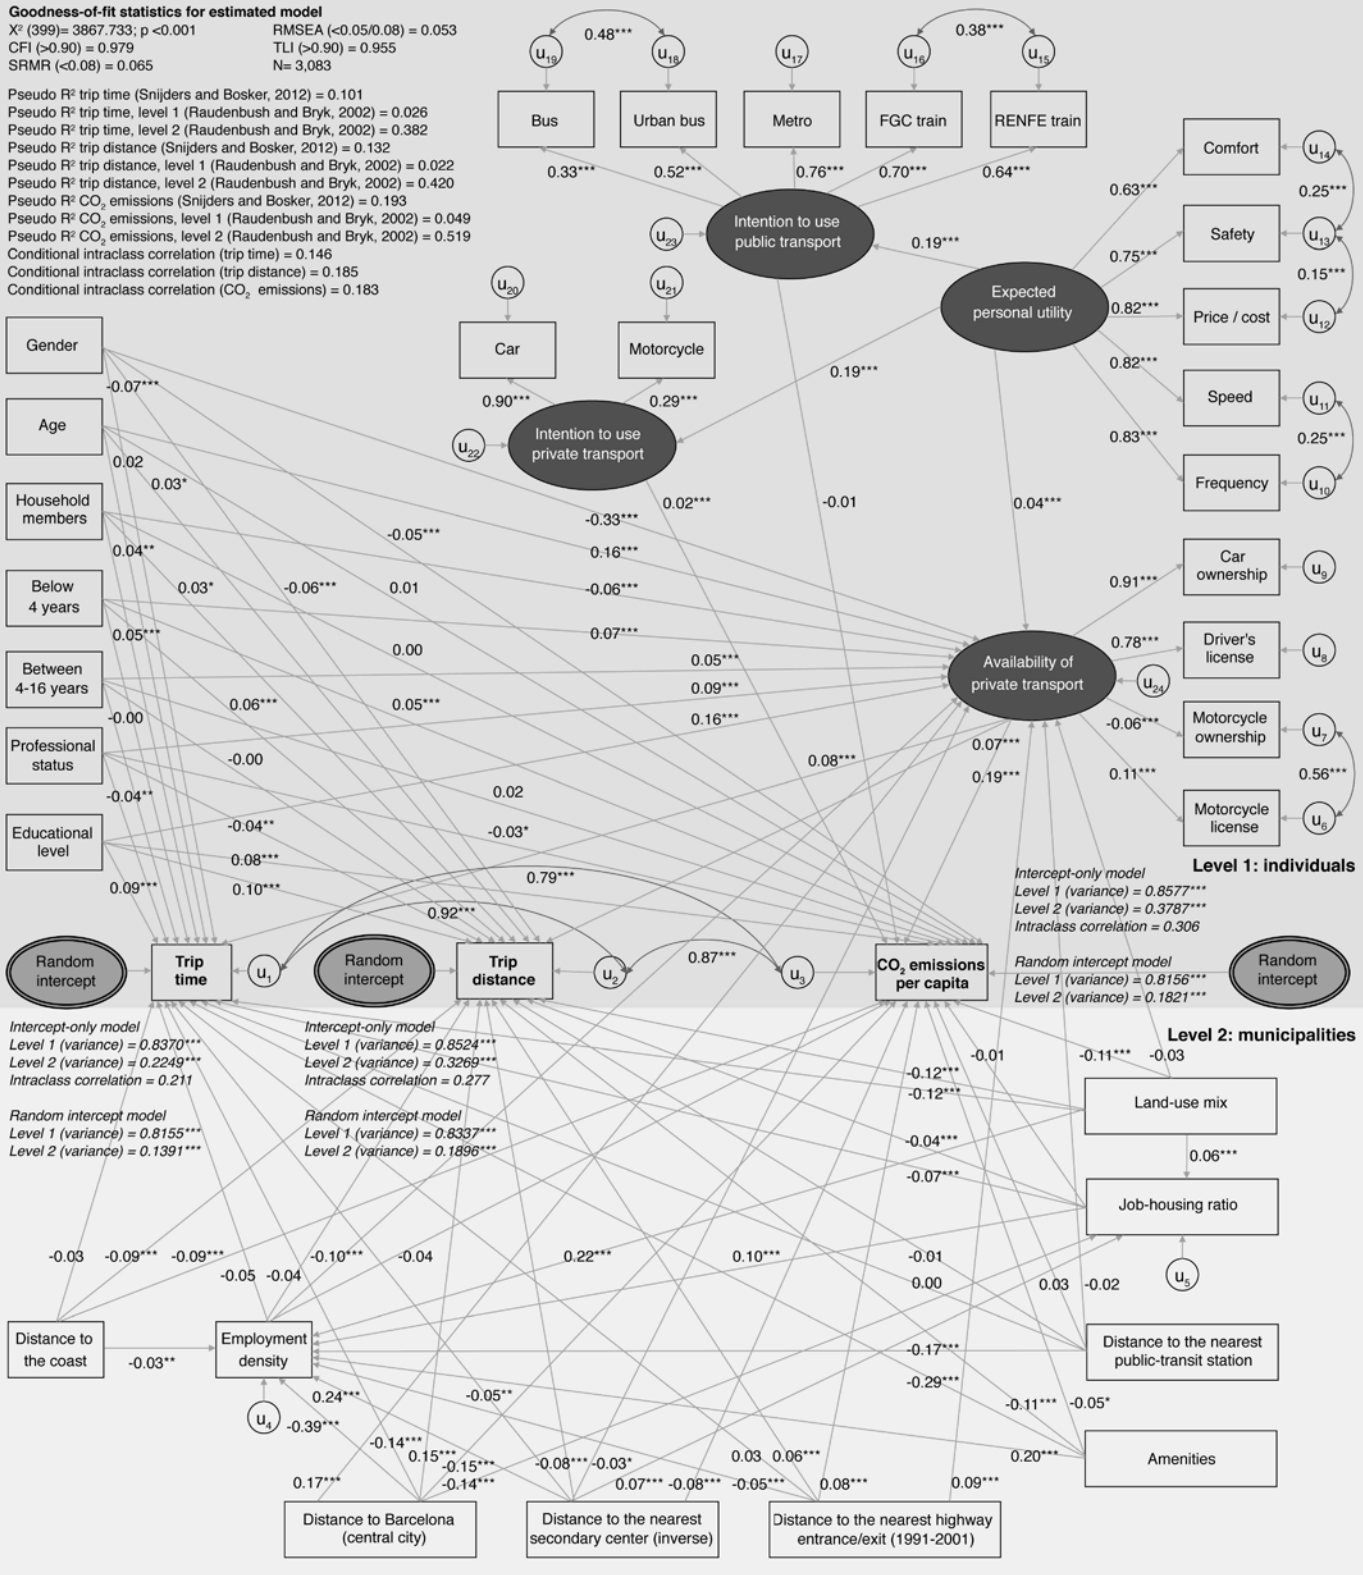 Goodness-of-fit statistics for estimated model
X² (399)= 3867.733; p <0.001
RMSEA (<0.05/0.08) = 0.053
CFI (>0.90) = 0.979
TLI (>0.90) = 0.955
SRMR (<0.08) = 0.065
N= 3,083
Pseudo R² trip time (Snijders and Bosker, 2012) = 0.101
Pseudo R² trip time, level 1 (Raudenbush and Bryk, 2002) = 0.026
Pseudo R² trip time, level 2 (Raudenbush and Bryk, 2002) = 0.382
Pseudo R² trip distance (Snijders and Bosker, 2012) = 0.132
Pseudo R² trip distance, level 1 (Raudenbush and Bryk, 2002) = 0.022
Pseudo R² trip distance, level 2 (Raudenbush and Bryk, 2002) = 0.420
Pseudo R² CO₂ emissions (Snijders and Bosker, 2012) = 0.193
Pseudo R² CO₂ emissions, level 1 (Raudenbush and Bryk, 2002) = 0.049
Pseudo R² CO₂ emissions, level 2 (Raudenbush and Bryk, 2002) = 0.519
Conditional intraclass correlation (trip time) = 0.146
Conditional intraclass correlation (trip distance) = 0.185
Conditional intraclass correlation (CO₂ emissions) = 0.183
0.48***
0.38***
u₁₉
u₁₈
u₁₇
u₁₆
u₁₅
Bus
Urban bus
Metro
FGC train
RENFE train
0.33***
0.52***
0.76***
0.70***
0.64***
Intention to use
public transport
u₂₃
0.19***
Expected
personal utility
0.63***
0.75***
0.82***
0.82***
0.83***
Comfort
Safety
Price / cost
Speed
Frequency
u₁₄
0.25***
u₁₃
0.15***
u₁₂
u₁₁
0.25***
u₁₀
u₂₀
u₂₁
Car
Motorcycle
0.90***
0.29***
Intention to use
private transport
u₂₂
0.19***
0.02***
-0.01
0.04***
Gender
Age
Household
members
Below
4 years
Between
4-16 years
Professional
status
Educational
level
-0.07***
0.02
0.03*
0.04**
0.03*
-0.06***
-0.05***
0.01
0.05***
0.00
-0.00
0.06***
0.05***
-0.00
-0.04**
0.02
-0.04**
-0.03*
0.08***
0.09***
0.10***
-0.33***
0.16***
-0.06***
0.07***
0.05***
0.09***
0.16***
Availability of
private transport
u₂₄
0.91***
0.78***
-0.06***
0.11***
Car
ownership
Driver's
license
Motorcycle
ownership
Motorcycle
license
u₉
u₈
u₇
0.56***
u₆
0.08***
0.07***
0.19***
0.79***
0.92***
0.87***
Level 1: individuals
Intercept-only model
Level 1 (variance) = 0.8577***
Level 2 (variance) = 0.3787***
Intraclass correlation = 0.306
Random intercept model
Level 1 (variance) = 0.8156***
Level 2 (variance) = 0.1821***
Random
intercept
Trip
time
u₁
Random
intercept
Trip
distance
u₂
u₃
CO₂ emissions
per capita
Random
intercept
Level 2: municipalities
Intercept-only model
Level 1 (variance) = 0.8370***
Level 2 (variance) = 0.2249***
Intraclass correlation = 0.211
Random intercept model
Level 1 (variance) = 0.8155***
Level 2 (variance) = 0.1391***
Intercept-only model
Level 1 (variance) = 0.8524***
Level 2 (variance) = 0.3269***
Intraclass correlation = 0.277
Random intercept model
Level 1 (variance) = 0.8337***
Level 2 (variance) = 0.1896***
-0.01
-0.11***
-0.03
-0.12***
-0.12***
-0.04***
-0.07***
Land-use mix
0.06***
Job-housing ratio
u₅
-0.03
-0.09***
-0.09***
-0.05
-0.04
-0.10***
-0.04
0.22***
0.10***
-0.01
0.00
0.03
-0.02
Distance to
the coast
-0.03**
Employment
density
u₄
-0.17***
-0.29***
Distance to the nearest
public-transit station
-0.11***
-0.05*
0.20***
Amenities
0.24***
-0.39***
-0.05**
-0.14***
0.15***
-0.15***
-0.14***
0.17***
-0.08***
-0.03*
0.07***
-0.08***
0.03
0.06***
-0.05***
0.08***
0.09***
Distance to Barcelona
(central city)
Distance to the nearest
secondary center (inverse)
Distance to the nearest highway
entrance/exit (1991-2001)